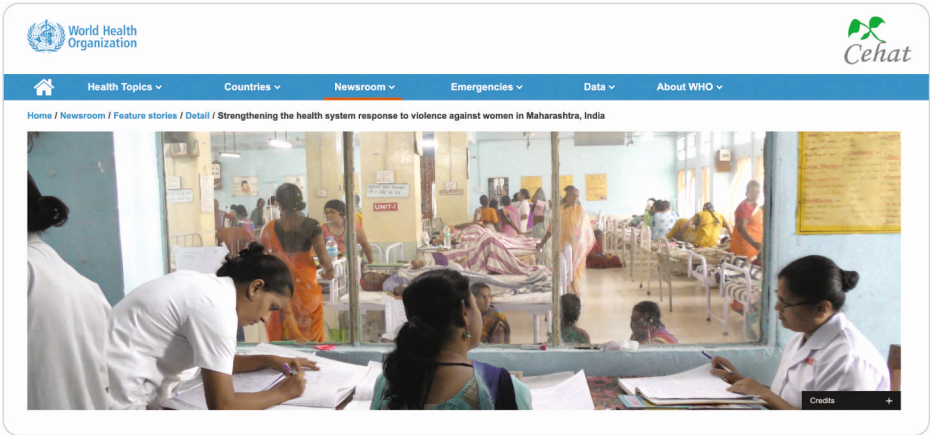 World Health
Organization
Cehat
Health Topics
Countries
Newsroom
Emergencies
Data
About WHO
Home / Newsroom / Feature stories / Detail / Strengthening the health system response to violence against women in Maharashtra, India
UNIT-I
Credits +